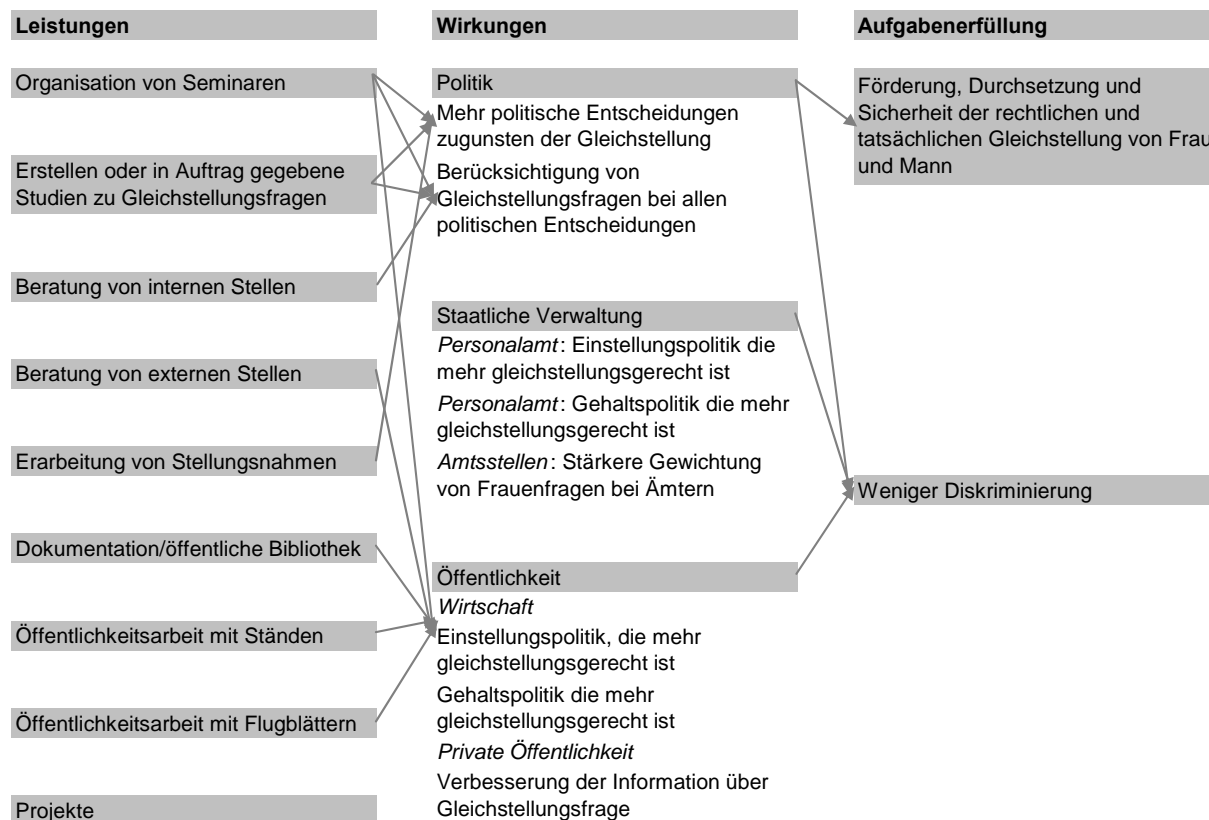 Leistungen
Organisation von Seminaren
Erstellen oder in Auftrag gegebene
Studien zu Gleichstellungsfragen
Beratung von internen Stellen
Beratung von externen Stellen
Erarbeitung von Stellungsnahmen
Dokumentation/öffentliche Bibliothek
Öffentlichkeitsarbeit mit Ständen
Öffentlichkeitsarbeit mit Flugblättern
Projekte
Wirkungen
Politik
Mehr politische Entscheidungen
zugunsten der Gleichstellung
Berücksichtigung von
Gleichstellungsfragen bei allen
politischen Entscheidungen
Staatliche Verwaltung
Personalamt: Einstellungspolitik die
mehr gleichstellungsgerecht ist
Personalamt: Gehaltspolitik die mehr
gleichstellungsgerecht ist
Amtsstellen: Stärkere Gewichtung
von Frauenfragen bei Ämtern
Öffentlichkeit
Wirtschaft
Einstellungspolitik, die mehr
gleichstellungsgerecht ist
Gehaltspolitik die mehr
gleichstellungsgerecht ist
Private Öffentlichkeit
Verbesserung der Information über
Gleichstellungsfrage
Aufgabenerfüllung
Förderung, Durchsetzung und
Sicherheit der rechtlichen und
tatsächlichen Gleichstellung von Frau
und Mann
Weniger Diskriminierung